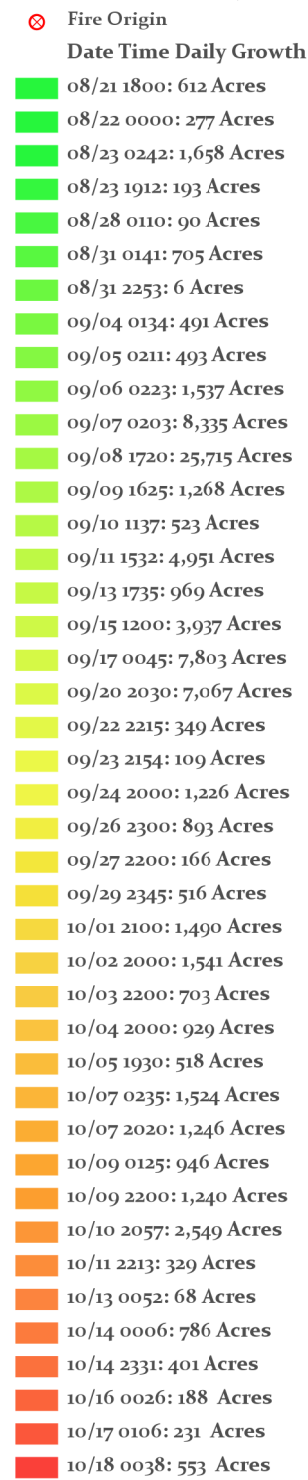 Fire Origin
Date Time Daily Growth
08/21 1800: 612 Acres
08/22 0000: 277 Acres
08/23 0242: 1,658 Acres
08/23 1912: 193 Acres
08/28 0110: 90 Acres
08/31 0141: 705 Acres
08/31 2253: 6 Acres
09/04 0134: 491 Acres
09/05 0211: 493 Acres
09/06 0223: 1,537 Acres
09/07 0203: 8,335 Acres
09/08 1720: 25,715 Acres
09/09 1625: 1,268 Acres
09/10 1137: 523 Acres
09/11 1532: 4,951 Acres
09/13 1735: 969 Acres
09/15 1200: 3,937 Acres
09/17 0045: 7,803 Acres
09/20 2030: 7,067 Acres
09/22 2215: 349 Acres
09/23 2154: 109 Acres
09/24 2000: 1,226 Acres
09/26 2300: 893 Acres
09/27 2200: 166 Acres
09/29 2345: 516 Acres
10/01 2100: 1,490 Acres
10/02 2000: 1,541 Acres
10/03 2200: 703 Acres
10/04 2000: 929 Acres
10/05 1930: 518 Acres
10/07 0235: 1,524 Acres
10/07 2020: 1,246 Acres
10/09 0125: 946 Acres
10/09 2200: 1,240 Acres
10/10 2057: 2,549 Acres
10/11 2213: 329 Acres
10/13 0052: 68 Acres
10/14 0006: 786 Acres
10/14 2331: 401 Acres
10/16 0026: 188 Acres
10/17 0106: 231 Acres
10/18 0038: 553 Acres